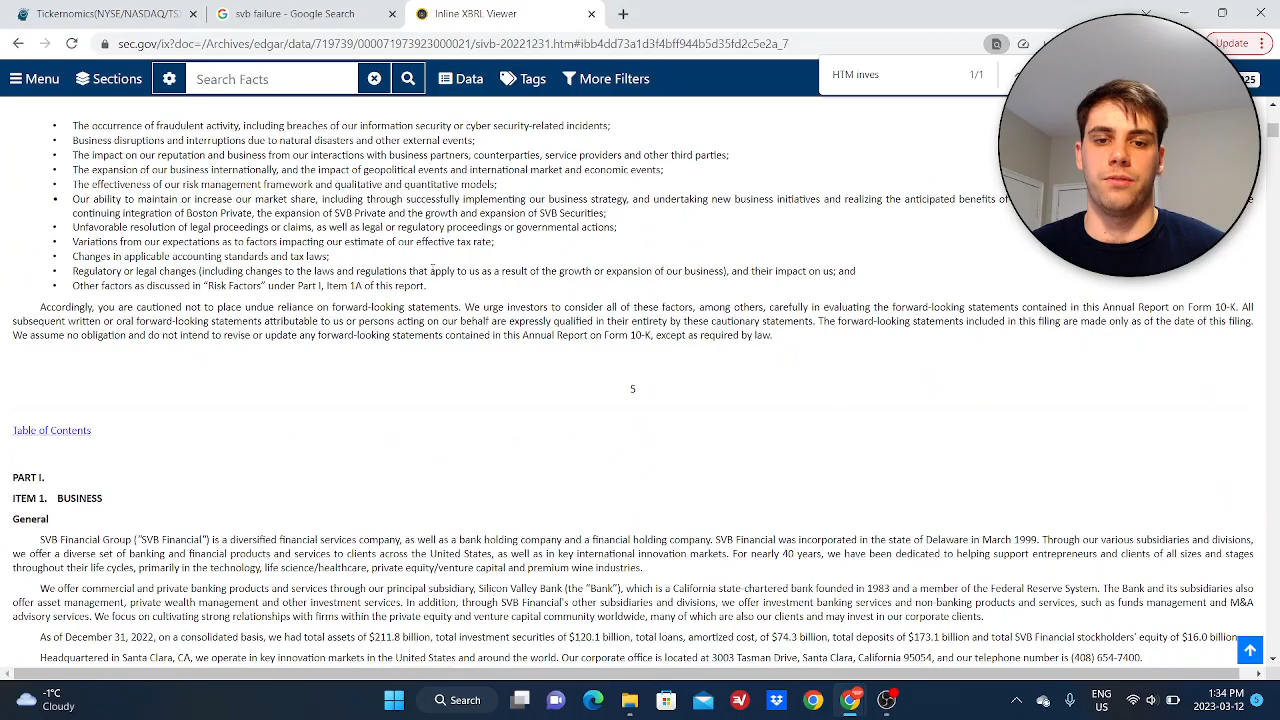 Tickernomics(NYSE/NASDAQ/TS
svb failure - Google Search
Inline XBRL Viewer
sec.gov/ix?doc=/Archives/edgar/data/719739/000071973923000021/sivb-20221231.htm#ibb4dd73a1d3f4bff944b5d35fd2c5e2a_7
Update
Menu
Sections
Search Facts
Data
Tags
More Filters
HTM inves
1/1
25
• The occurrence of fraudulent activity, including breaches of our information security or cyber security-related incidents;
• Business disruptions and interruptions due to natural disasters and other external events;
• The impact on our reputation and business from our interactions with business partners, counterparties, service providers and other third parties;
• The expansion of our business internationally, and the impact of geopolitical events and international market and economic events;
• The effectiveness of our risk management framework and qualitative and quantitative models;
• Our ability to maintain or increase our market share, including through successfully implementing our business strategy, and undertaking new business initiatives and realizing the anticipated benefits of
continuing integration of Boston Private, the expansion of SVB Private and the growth and expansion of SVB Securities;
• Unfavorable resolution of legal proceedings or claims, as well as legal or regulatory proceedings or governmental actions;
• Variations from our expectations as to factors impacting our estimate of our effective tax rate;
• Changes in applicable accounting standards and tax laws;
• Regulatory or legal changes (including changes to the laws and regulations that apply to us as a result of the growth or expansion of our business), and their impact on us; and
• Other factors as discussed in “Risk Factors” under Part I, Item 1A of this report.
Accordingly, you are cautioned not to place undue reliance on forward-looking statements. We urge investors to consider all of these factors, among others, carefully in evaluating the forward-looking statements contained in this Annual Report on Form 10-K. All
subsequent written or oral forward-looking statements attributable to us or persons acting on our behalf are expressly qualified in their entirety by these cautionary statements. The forward-looking statements included in this filing are made only as of the date of this filing.
We assume no obligation and do not intend to revise or update any forward-looking statements contained in this Annual Report on Form 10-K, except as required by law.
5
Table of Contents
PART I.
ITEM 1. BUSINESS
General
SVB Financial Group (“SVB Financial”) is a diversified financial services company, as well as a bank holding company and a financial holding company. SVB Financial was incorporated in the state of Delaware in March 1999. Through our various subsidiaries and divisions,
we offer a diverse set of banking and financial products and services to clients across the United States, as well as in key international innovation markets. For nearly 40 years, we have been dedicated to helping support entrepreneurs and clients of all sizes and stages
throughout their life cycles, primarily in the technology, life science/healthcare, private equity/venture capital and premium wine industries.
We offer commercial and private banking products and services through our principal subsidiary, Silicon Valley Bank (the “Bank”), which is a California state-chartered bank founded in 1983 and a member of the Federal Reserve System. The Bank and its subsidiaries also
offer asset management, private wealth management and other investment services. In addition, through SVB Financial's other subsidiaries and divisions, we offer investment banking services and non-banking products and services, such as funds management and M&A
advisory services. We focus on cultivating strong relationships with firms within the private equity and venture capital community worldwide, many of which are also our clients and may invest in our corporate clients.
As of December 31, 2022, on a consolidated basis, we had total assets of $211.8 billion, total investment securities of $120.1 billion, total loans, amortized cost, of $74.3 billion, total deposits of $173.1 billion and total SVB Financial stockholders' equity of $16.0 billion.
Headquartered in Santa Clara, CA, we operate in key innovation markets in the United States and around the world. Our corporate office is located at 3003 Tasman Drive, Santa Clara, California 95054, and our telephone number is (408) 654-7400.
-1°C
Cloudy
Search
ENG
US
1:34 PM
2023-03-12
5